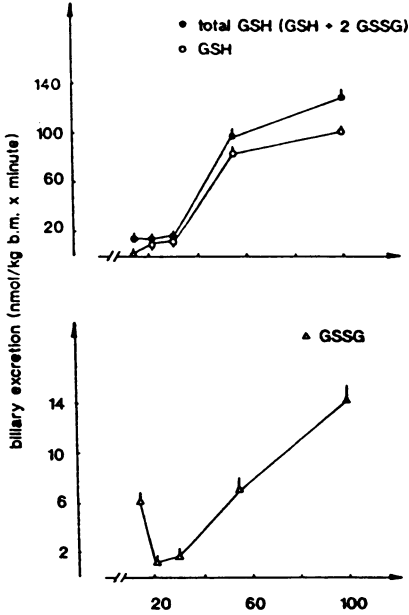 total GSH (GSH + 2 GSSG)
GSH
140
100
60
20
biliary excretion (nmol/kg b.m. x minute)
GSSG
14
10
6
2
20
60
100